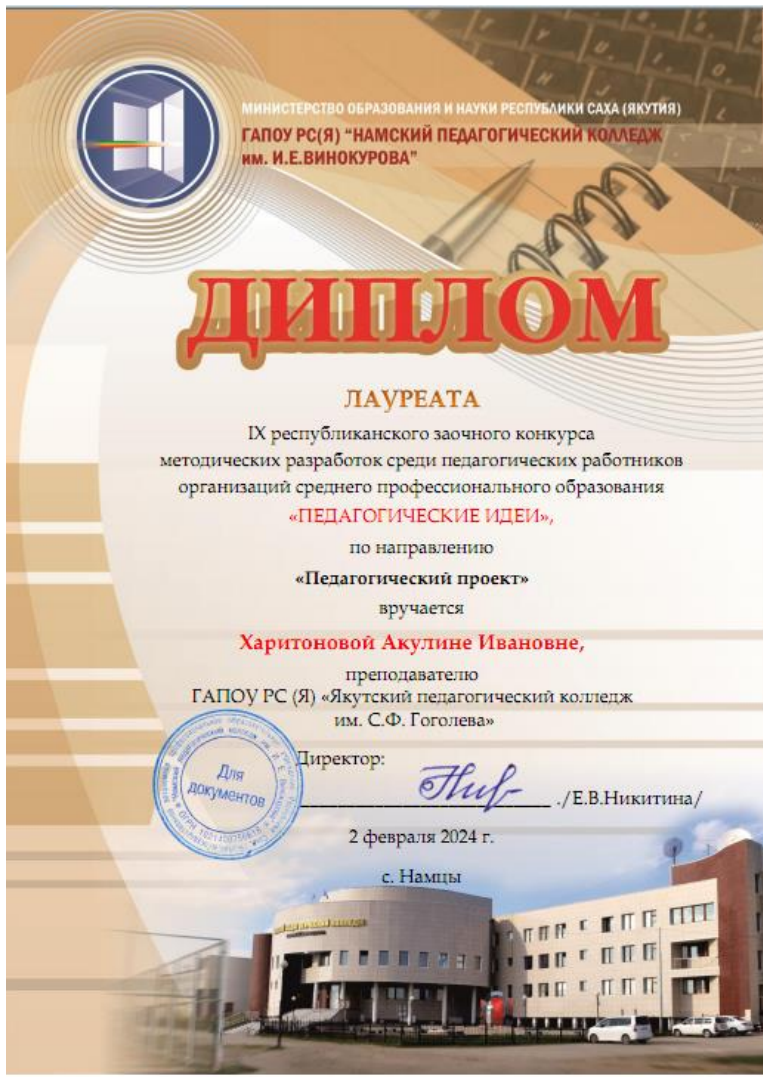 МИНИСТЕРСТВО ОБРАЗОВАНИЯ И НАУКИ РЕСПУБЛИКИ САХА (ЯКУТИЯ)
ГАПОУ РС(Я) "НАМСКИЙ ПЕДАГОГИЧЕСКИЙ КОЛЛЕДЖ
им. И.Е.ВИНОКУРОВА"
ДИПЛОМ
ЛАУРЕАТА
IX республиканского заочного конкурса
методических разработок среди педагогических работников
организаций среднего профессионального образования
«ПЕДАГОГИЧЕСКИЕ ИДЕИ»,
по направлению
«Педагогический проект»
вручается
Харитоновой Акулине Ивановне,
преподавателю
ГАПОУ РС (Я) «Якутский педагогический колледж
им. С.Ф. Гоголева»
Директор:
Для
документов
./Е.В.Никитина/
2 февраля 2024 г.
с. Намцы